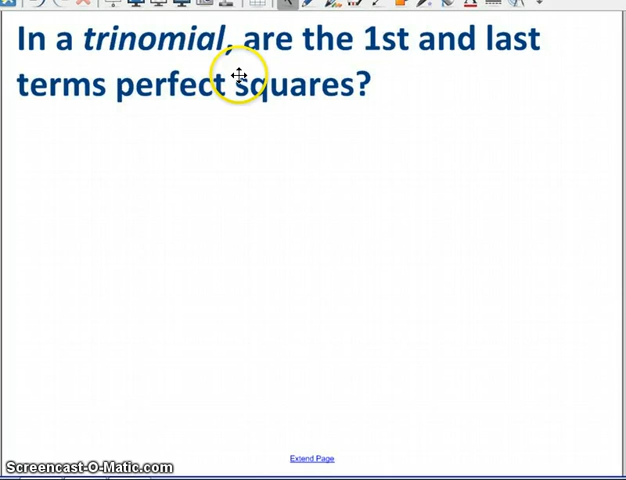 In a trinomial, are the 1st and last
terms perfect squares?
Extend Page
Screencast-O-Matic.com